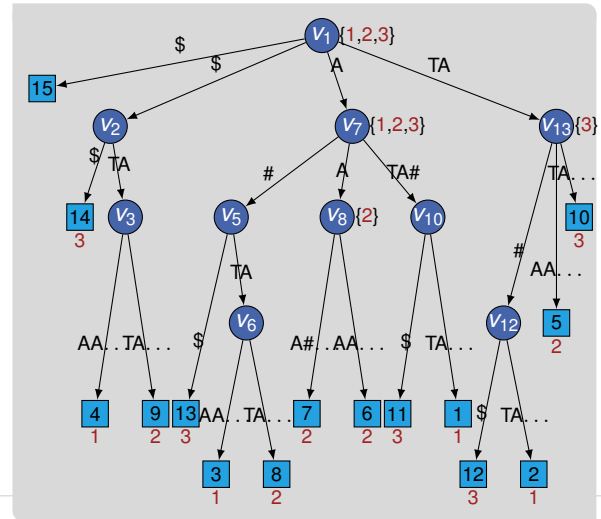 v1 {1,2,3}
$ $ A TA
15
v2 v7 {1,2,3} v13 {3}
$ TA # A TA# TA...
14 v3 v5 v8 {2} v10 10
3 3
# TA AA...
v6 v12 5
2
AA... TA... $ A#... AA... $ TA...
4 9 13 AA... TA... 7 6 11 1 $ TA...
1 2 3 2 2 3 1
3 8 12 2
1 2 3 1